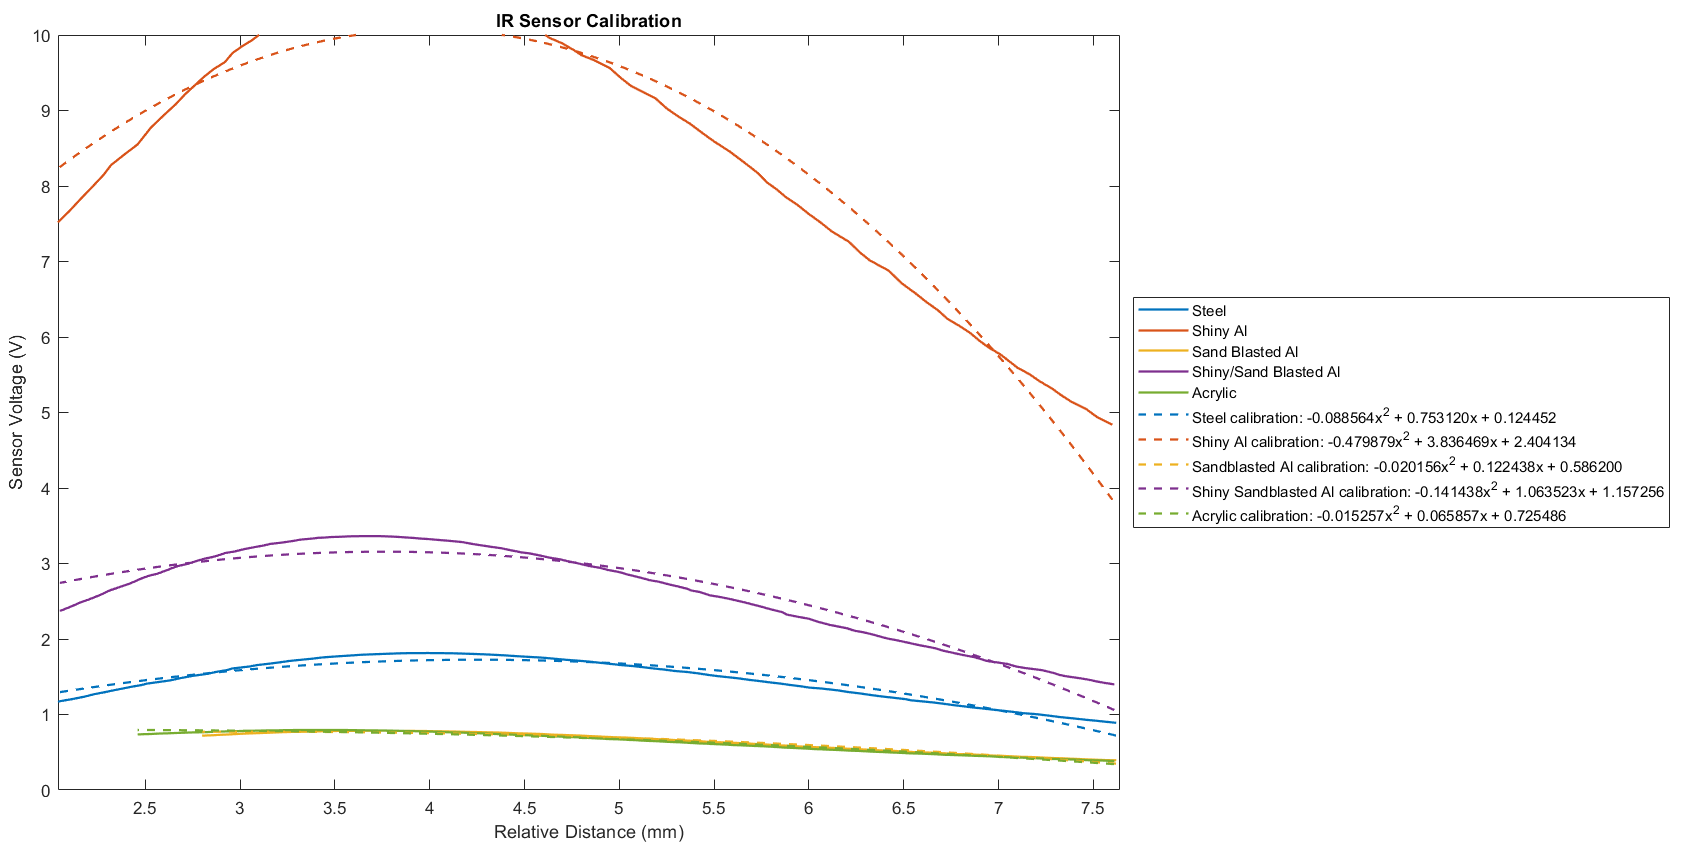 IR Sensor Calibration
10
9
8
7
6
5
4
3
2
1
0
Sensor Voltage (V)
2.5 3 3.5 4 4.5 5 5.5 6 6.5 7 7.5
Relative Distance (mm)
Steel
Shiny Al
Sand Blasted Al
Shiny/Sand Blasted Al
Acrylic
Steel calibration: -0.088564x² + 0.753120x + 0.124452
Shiny Al calibration: -0.479879x² + 3.836469x + 2.404134
Sandblasted Al calibration: -0.020156x² + 0.122438x + 0.586200
Shiny Sandblasted Al calibration: -0.141438x² + 1.063523x + 1.157256
Acrylic calibration: -0.015257x² + 0.065857x + 0.725486